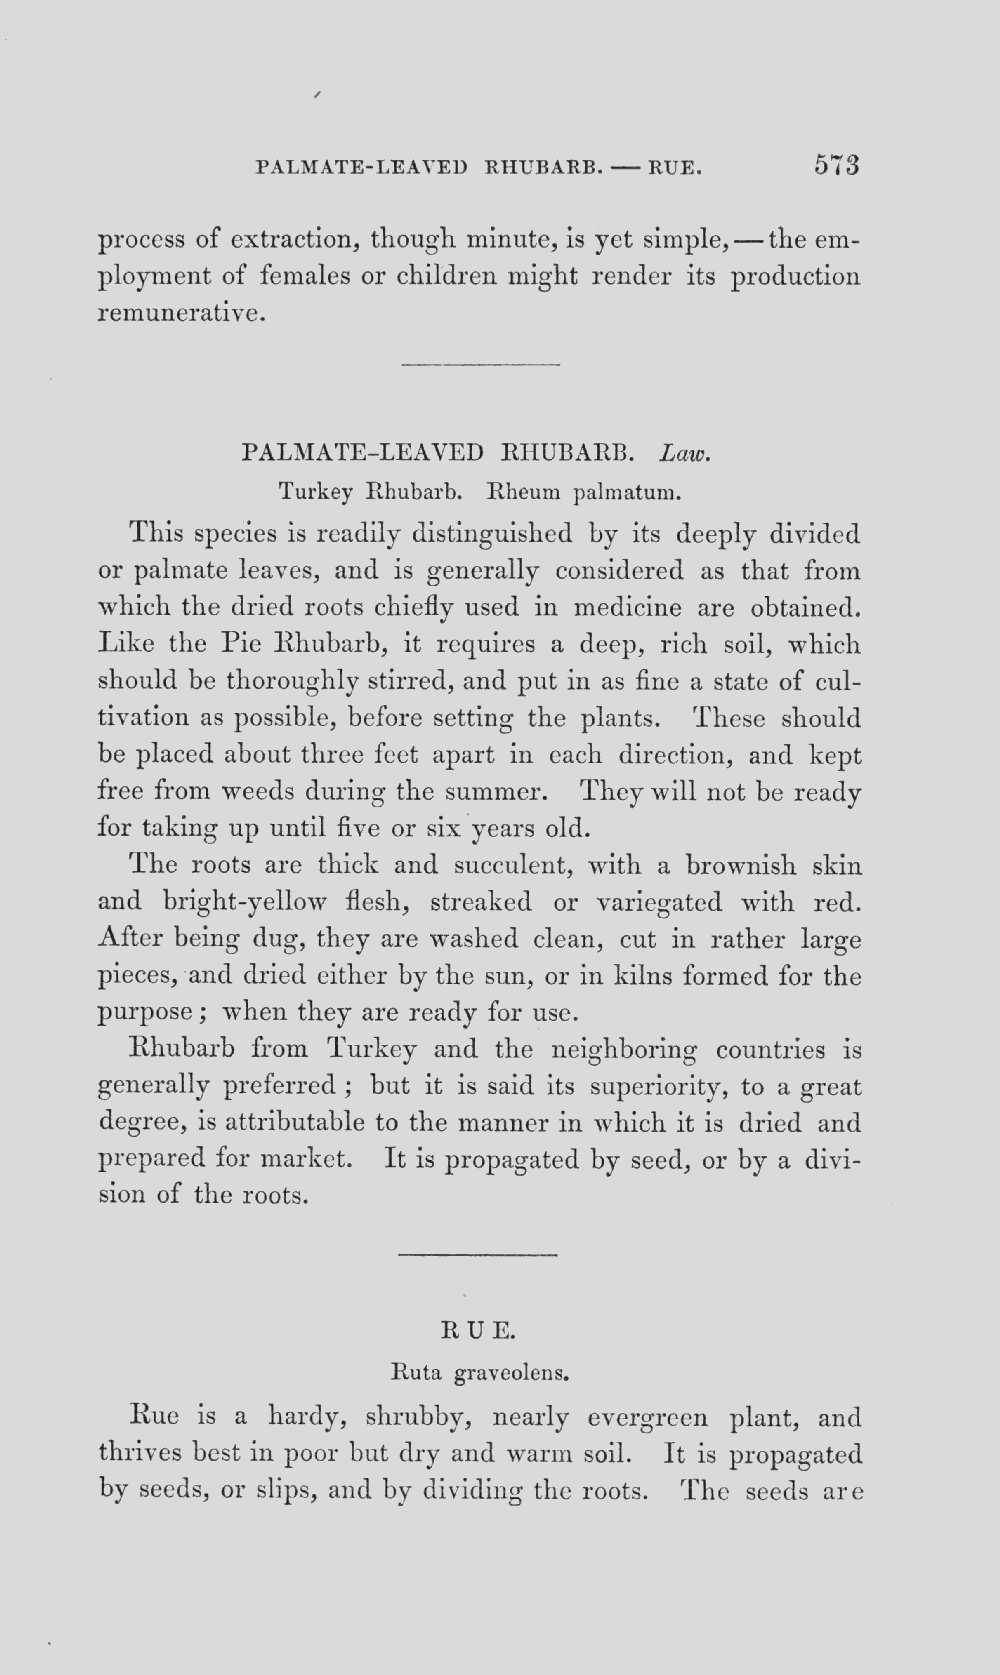 PALMATE-LEAVED RHUBARB. — RUE. 573
process of extraction, though minute, is yet simple, — the em-
ployment of females or children might render its production
remunerative.
PALMATE-LEAVED RHUBARB. Law.
Turkey Rhubarb. Rheum palmatum.
This species is readily distinguished by its deeply divided
or palmate leaves, and is generally considered as that from
which the dried roots chiefly used in medicine are obtained.
Like the Pie Rhubarb, it requires a deep, rich soil, which
should be thoroughly stirred, and put in as fine a state of cul-
tivation as possible, before setting the plants. These should
be placed about three feet apart in each direction, and kept
free from weeds during the summer. They will not be ready
for taking up until five or six years old.
The roots are thick and succulent, with a brownish skin
and bright-yellow flesh, streaked or variegated with red.
After being dug, they are washed clean, cut in rather large
pieces, and dried either by the sun, or in kilns formed for the
purpose ; when they are ready for use.
Rhubarb from Turkey and the neighboring countries is
generally preferred ; but it is said its superiority, to a great
degree, is attributable to the manner in which it is dried and
prepared for market. It is propagated by seed, or by a divi-
sion of the roots.
RUE.
Ruta graveolens.
Rue is a hardy, shrubby, nearly evergreen plant, and
thrives best in poor but dry and warm soil. It is propagated
by seeds, or slips, and by dividing the roots. The seeds are